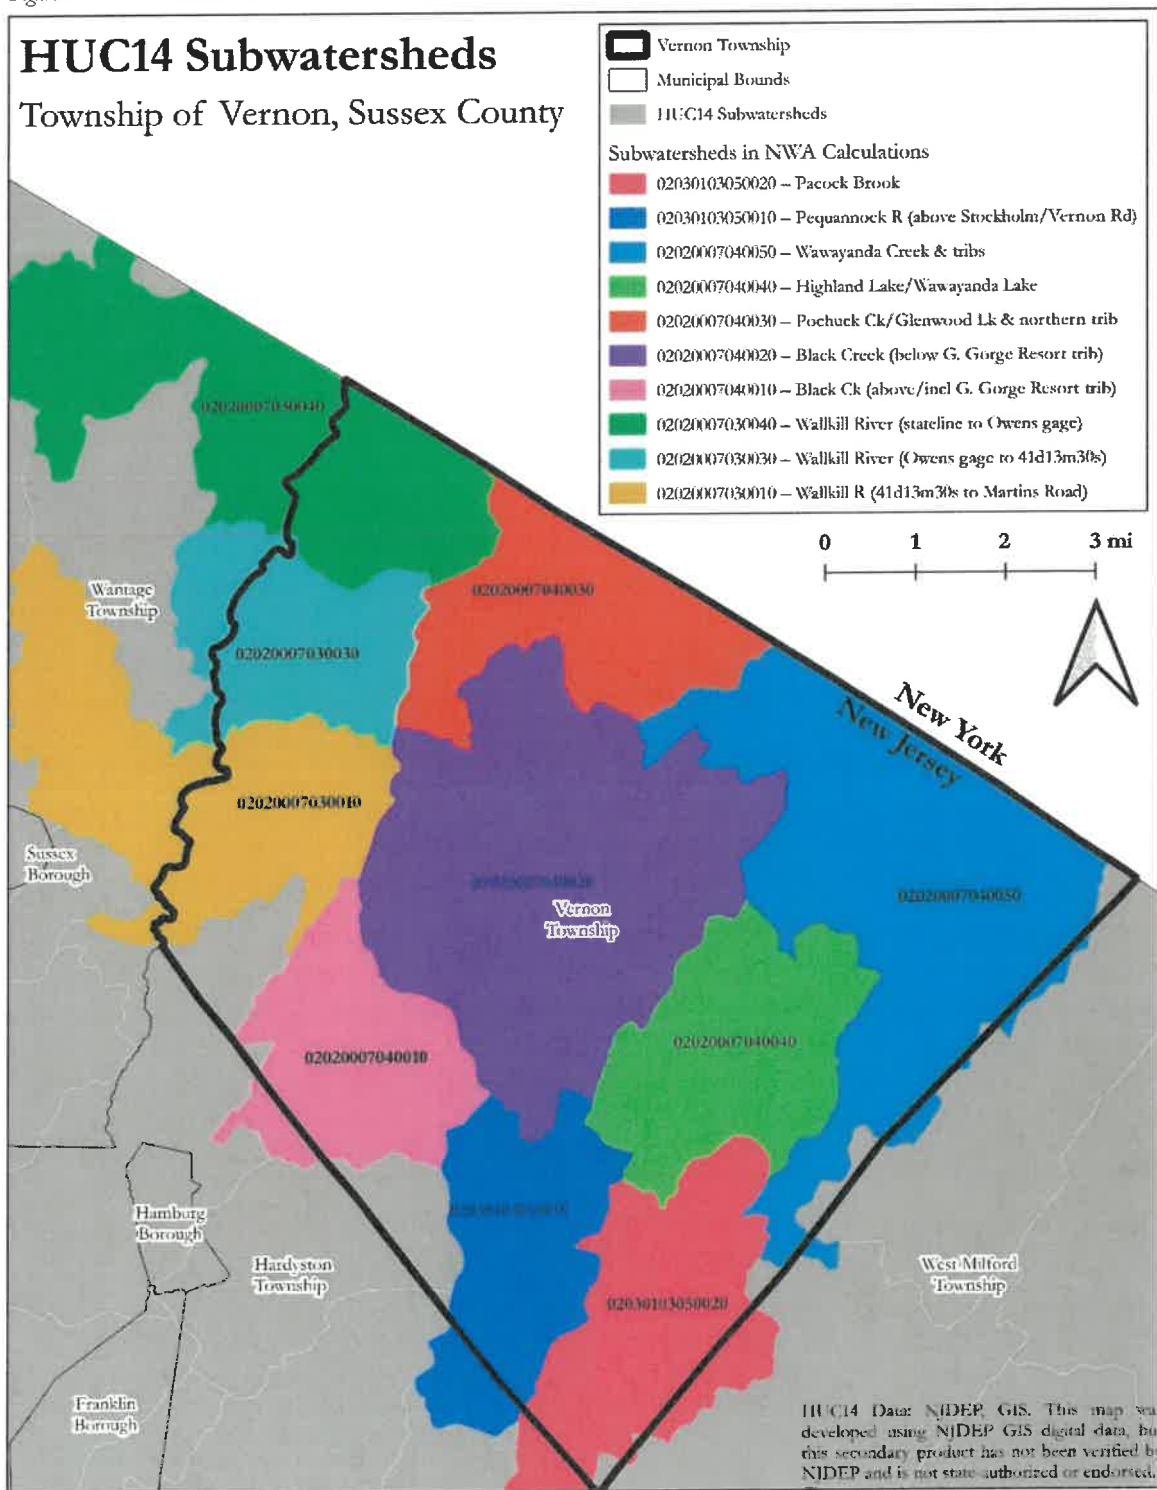 HUC14 Subwatersheds
Township of Vernon, Sussex County
Vernon Township
Municipal Bounds
HUC14 Subwatersheds
Subwatersheds in NWA Calculations
02030103050020 – Pacock Brook
02030103050010 – Pequannock R (above Stockholm/Vernon Rd)
02020007040050 – Wawayanda Creek & tribs
02020007040040 – Highland Lake/Wawayanda Lake
02020007040030 – Pochuck Ck/Glenwood Lk & northern trib
02020007040020 – Black Creek (below G. Gorge Resort trib)
02020007040010 – Black Ck (above/incl G. Gorge Resort trib)
02020007030040 – Wallkill River (stateline to Owens gage)
02020007030030 – Wallkill River (Owens gage to 41d13m30s)
02020007030010 – Wallkill R (41d13m30s to Martins Road)
0 1 2 3 mi
02020007030040
Wantage
Township
02020007040030
02020007030030
New York
New Jersey
02020007030010
Sussex
Borough
02020007040020
02020007040050
Vernon
Township
02020007040040
02020007040010
Hamburg
Borough
02030103050010
Hardyston
Township
West Milford
Township
02030103050020
Franklin
Borough
HUC14 Data: NJDEP, GIS. This map wa
developed using NJDEP GIS digital data, bu
this secondary product has not been verified b
NJDEP and is not state-authorized or endorsed.